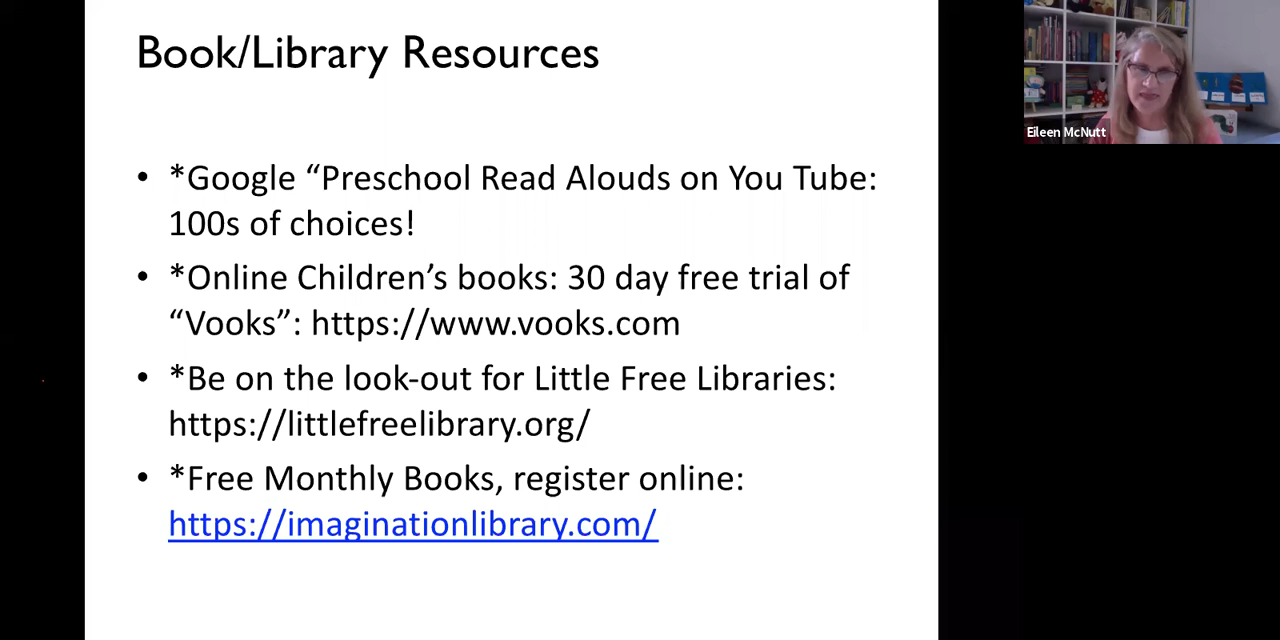 Book/Library Resources
Eileen McNutt
• *Google “Preschool Read Alouds on You Tube:
100s of choices!
• *Online Children’s books: 30 day free trial of
“Vooks”: https://www.vooks.com
• *Be on the look-out for Little Free Libraries:
https://littlefreelibrary.org/
• *Free Monthly Books, register online:
https://imaginationlibrary.com/